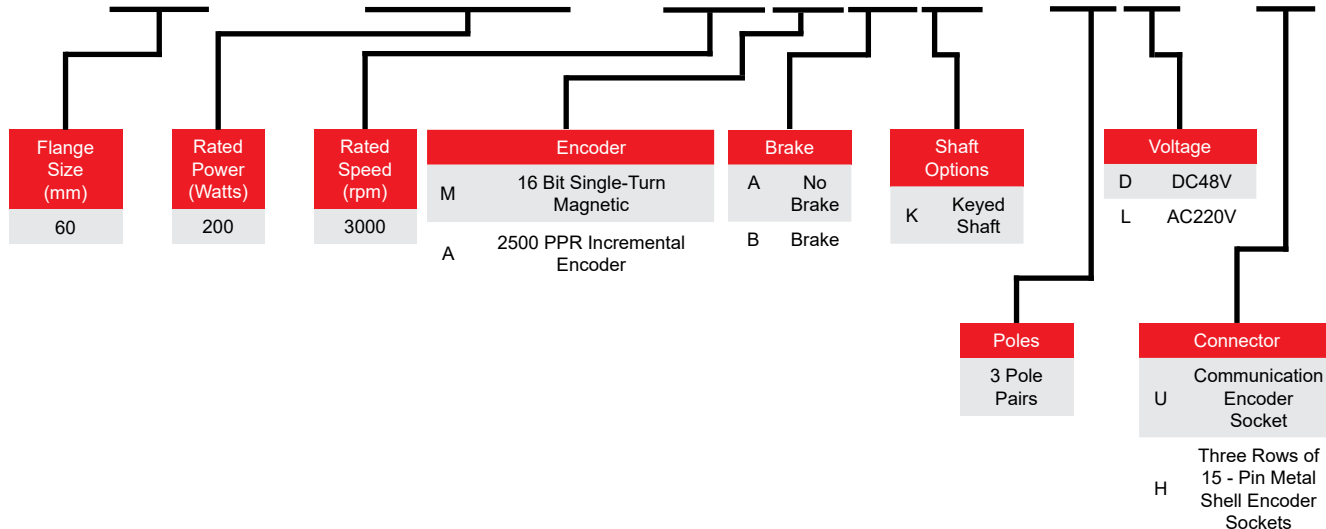 Flange
Size
(mm)
60
Rated
Power
(Watts)
200
Rated
Speed
(rpm)
3000
Encoder
M
16 Bit Single-Turn
Magnetic
A
2500 PPR Incremental
Encoder
Brake
A
No
Brake
B
Brake
Shaft
Options
K
Keyed
Shaft
Voltage
D
DC48V
L
AC220V
Poles
3 Pole
Pairs
Connector
U
Communication
Encoder
Socket
H
Three Rows of
15 - Pin Metal
Shell Encoder
Sockets